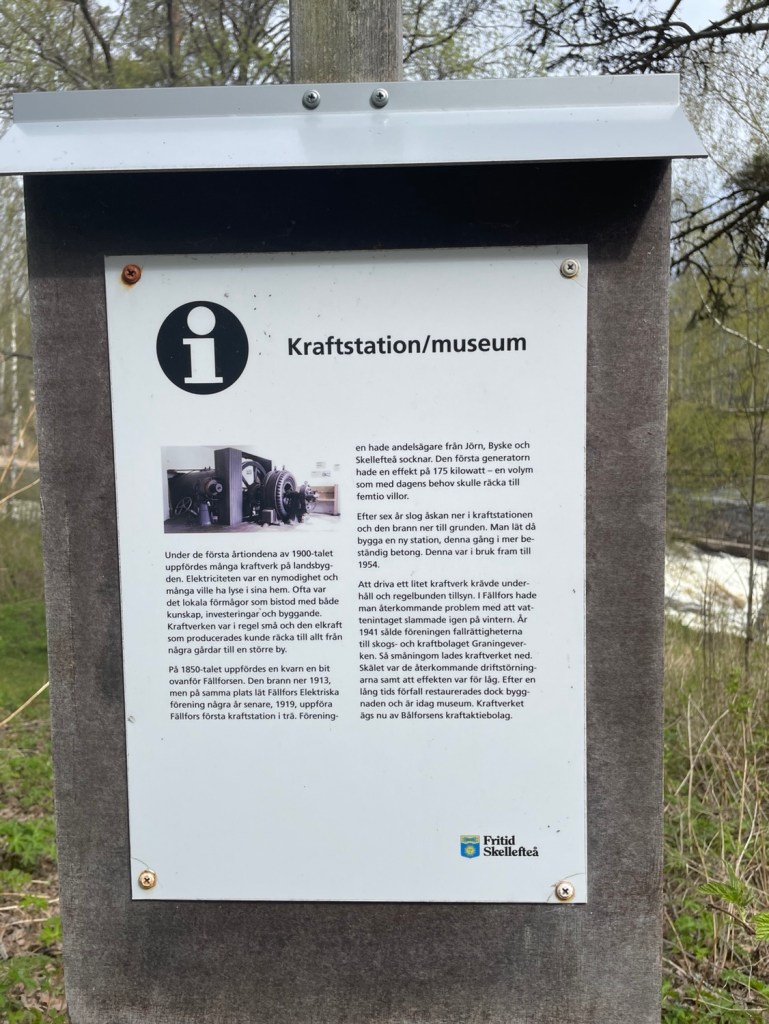 i
Kraftstation/museum
Under de första årtiondena av 1900-talet
uppfördes många kraftverk på landsbyg-
den. Elektriciteten var en nymodighet och
många ville ha lyse i sina hem. Ofta var
det lokala förmågor som bistod med både
kunskap, investeringar och byggande.
Kraftverken var i regel små och den elkraft
som producerades kunde räcka till allt från
några gårdar till en större by.
På 1850-talet uppfördes en kvarn en bit
ovanför Fällforsen. Den brann ner 1913,
men på samma plats lät Fällfors Elektriska
förening några år senare, 1919, uppföra
Fällfors första kraftstation i trä. Förening-
en hade andelsägare från Jörn, Byske och
Skellefteå socknar. Den första generatorn
hade en effekt på 175 kilowatt – en volym
som med dagens behov skulle räcka till
femtio villor.
Efter sex år slog åskan ner i kraftstationen
och den brann ner till grunden. Man lät då
bygga en ny station, denna gång i mer be-
ständig betong. Denna var i bruk fram till
1954.
Att driva ett litet kraftverk krävde under-
håll och regelbunden tillsyn. I Fällfors hade
man återkommande problem med att vat-
tenintaget slammade igen på vintern. År
1941 sålde föreningen fallrättigheterna
till skogs- och kraftbolaget Graningever-
ken. Så småningom lades kraftverket ned.
Skälet var de återkommande driftstörning-
arna samt att effekten var för låg. Efter en
lång tids förfall restaurerades dock bygg-
naden och är idag museum. Kraftverket
ägs nu av Bålforsens kraftaktiebolag.
Fritid
Skellefteå